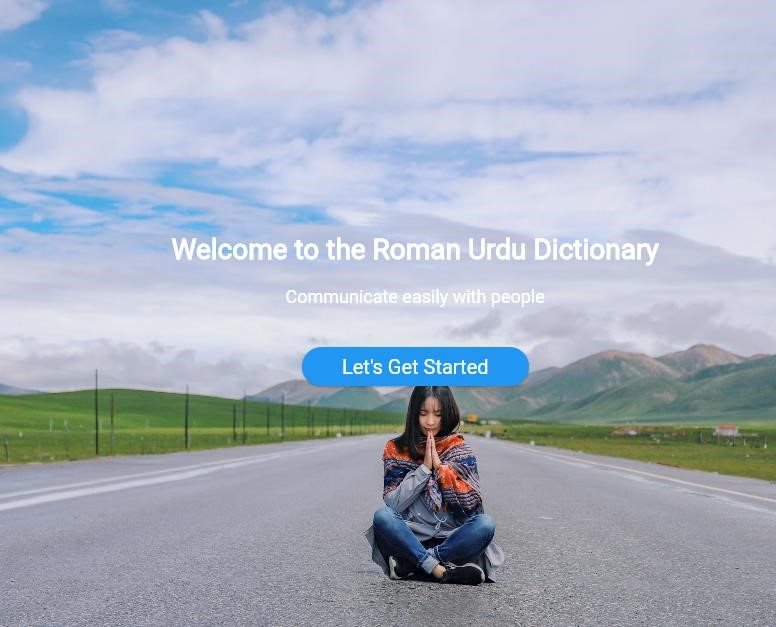 Welcome to the Roman Urdu Dictionary
Communicate easily with people
Let's Get Started